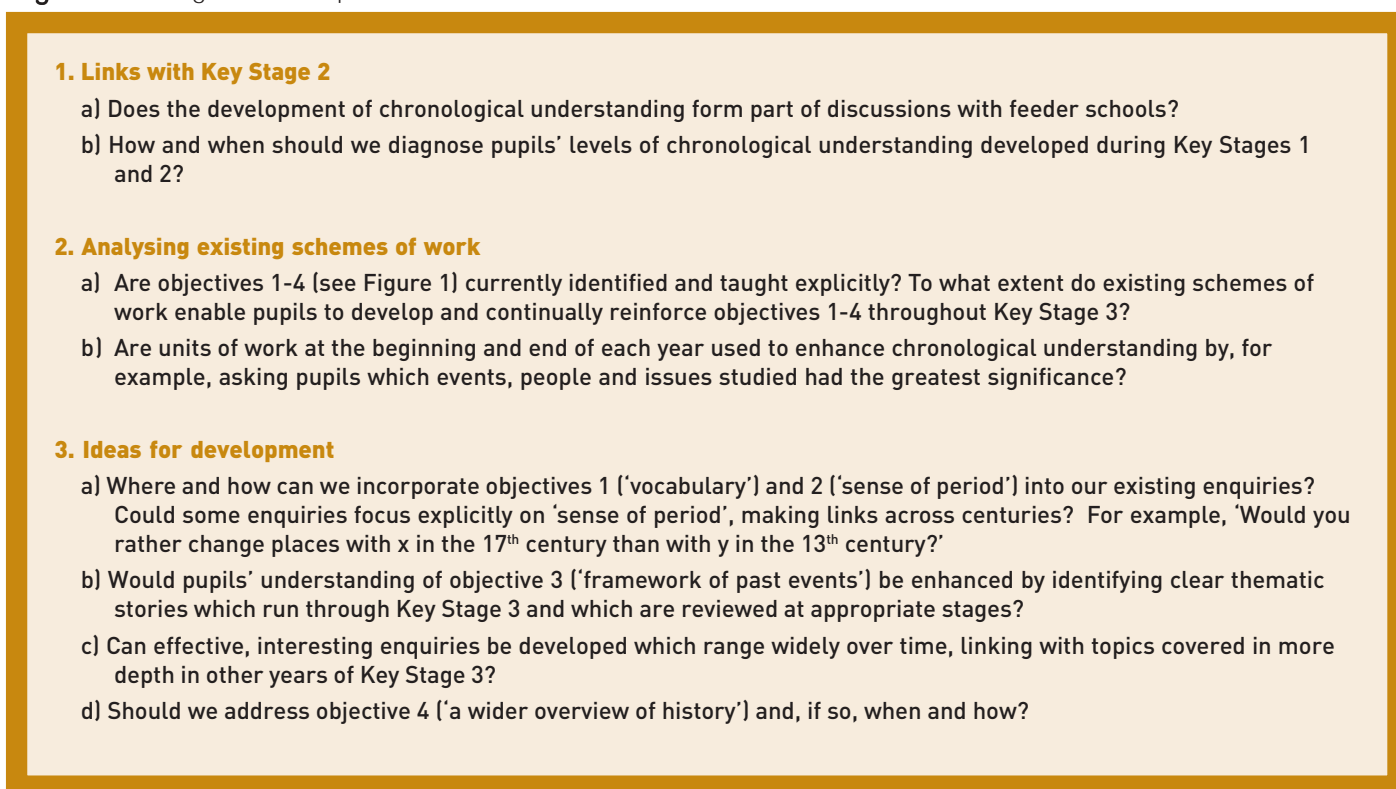 1. Links with Key Stage 2
a) Does the development of chronological understanding form part of discussions with feeder schools?
b) How and when should we diagnose pupils’ levels of chronological understanding developed during Key Stages 1
and 2?
2. Analysing existing schemes of work
a) Are objectives 1-4 (see Figure 1) currently identified and taught explicitly? To what extent do existing schemes of
work enable pupils to develop and continually reinforce objectives 1-4 throughout Key Stage 3?
b) Are units of work at the beginning and end of each year used to enhance chronological understanding by, for
example, asking pupils which events, people and issues studied had the greatest significance?
3. Ideas for development
a) Where and how can we incorporate objectives 1 (‘vocabulary’) and 2 (‘sense of period’) into our existing enquiries?
Could some enquiries focus explicitly on ‘sense of period’, making links across centuries? For example, ‘Would you
rather change places with x in the 17th century than with y in the 13th century?’
b) Would pupils’ understanding of objective 3 (‘framework of past events’) be enhanced by identifying clear thematic
stories which run through Key Stage 3 and which are reviewed at appropriate stages?
c) Can effective, interesting enquiries be developed which range widely over time, linking with topics covered in more
depth in other years of Key Stage 3?
d) Should we address objective 4 (‘a wider overview of history’) and, if so, when and how?